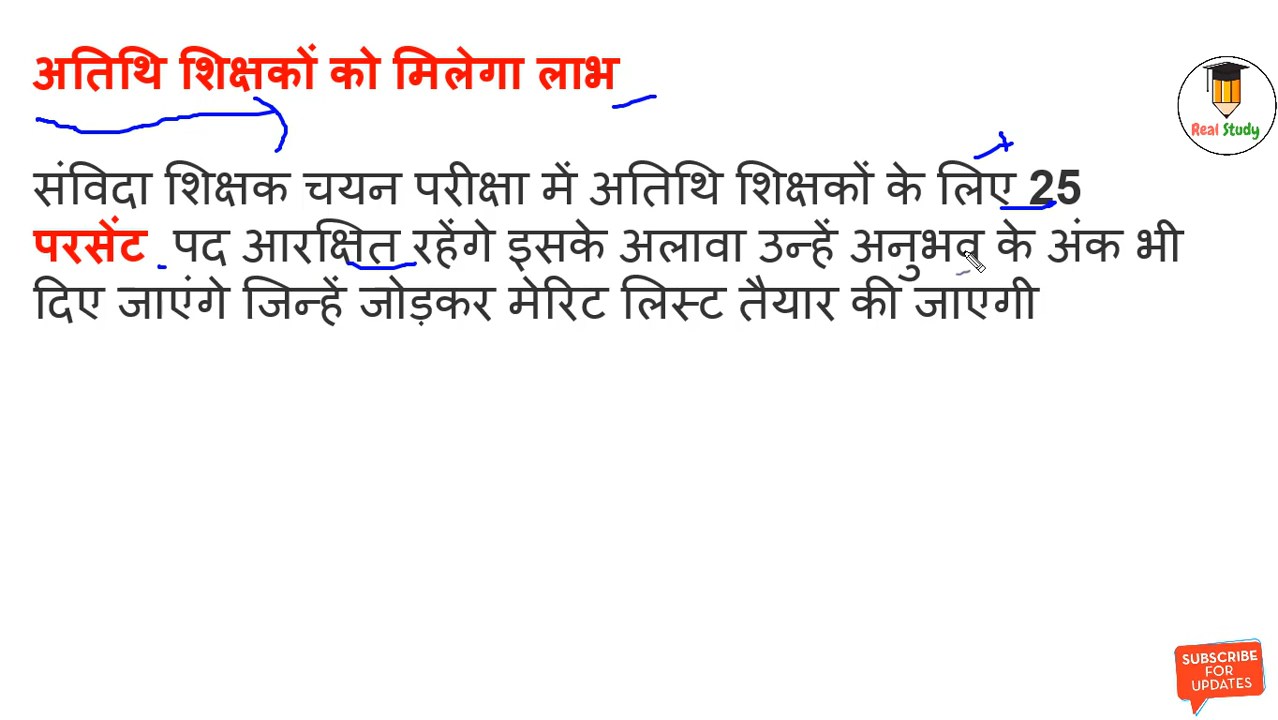 अतिथि शिक्षकों को मिलेगा लाभ
Real Study
संविदा शिक्षक चयन परीक्षा में अतिथि शिक्षकों के लिए 25
परसेंट पद आरक्षित रहेंगे इसके अलावा उन्हें अनुभव के अंक भी
दिए जाएंगे जिन्हें जोड़कर मेरिट लिस्ट तैयार की जाएगी
SUBSCRIBE
FOR
UPDATES